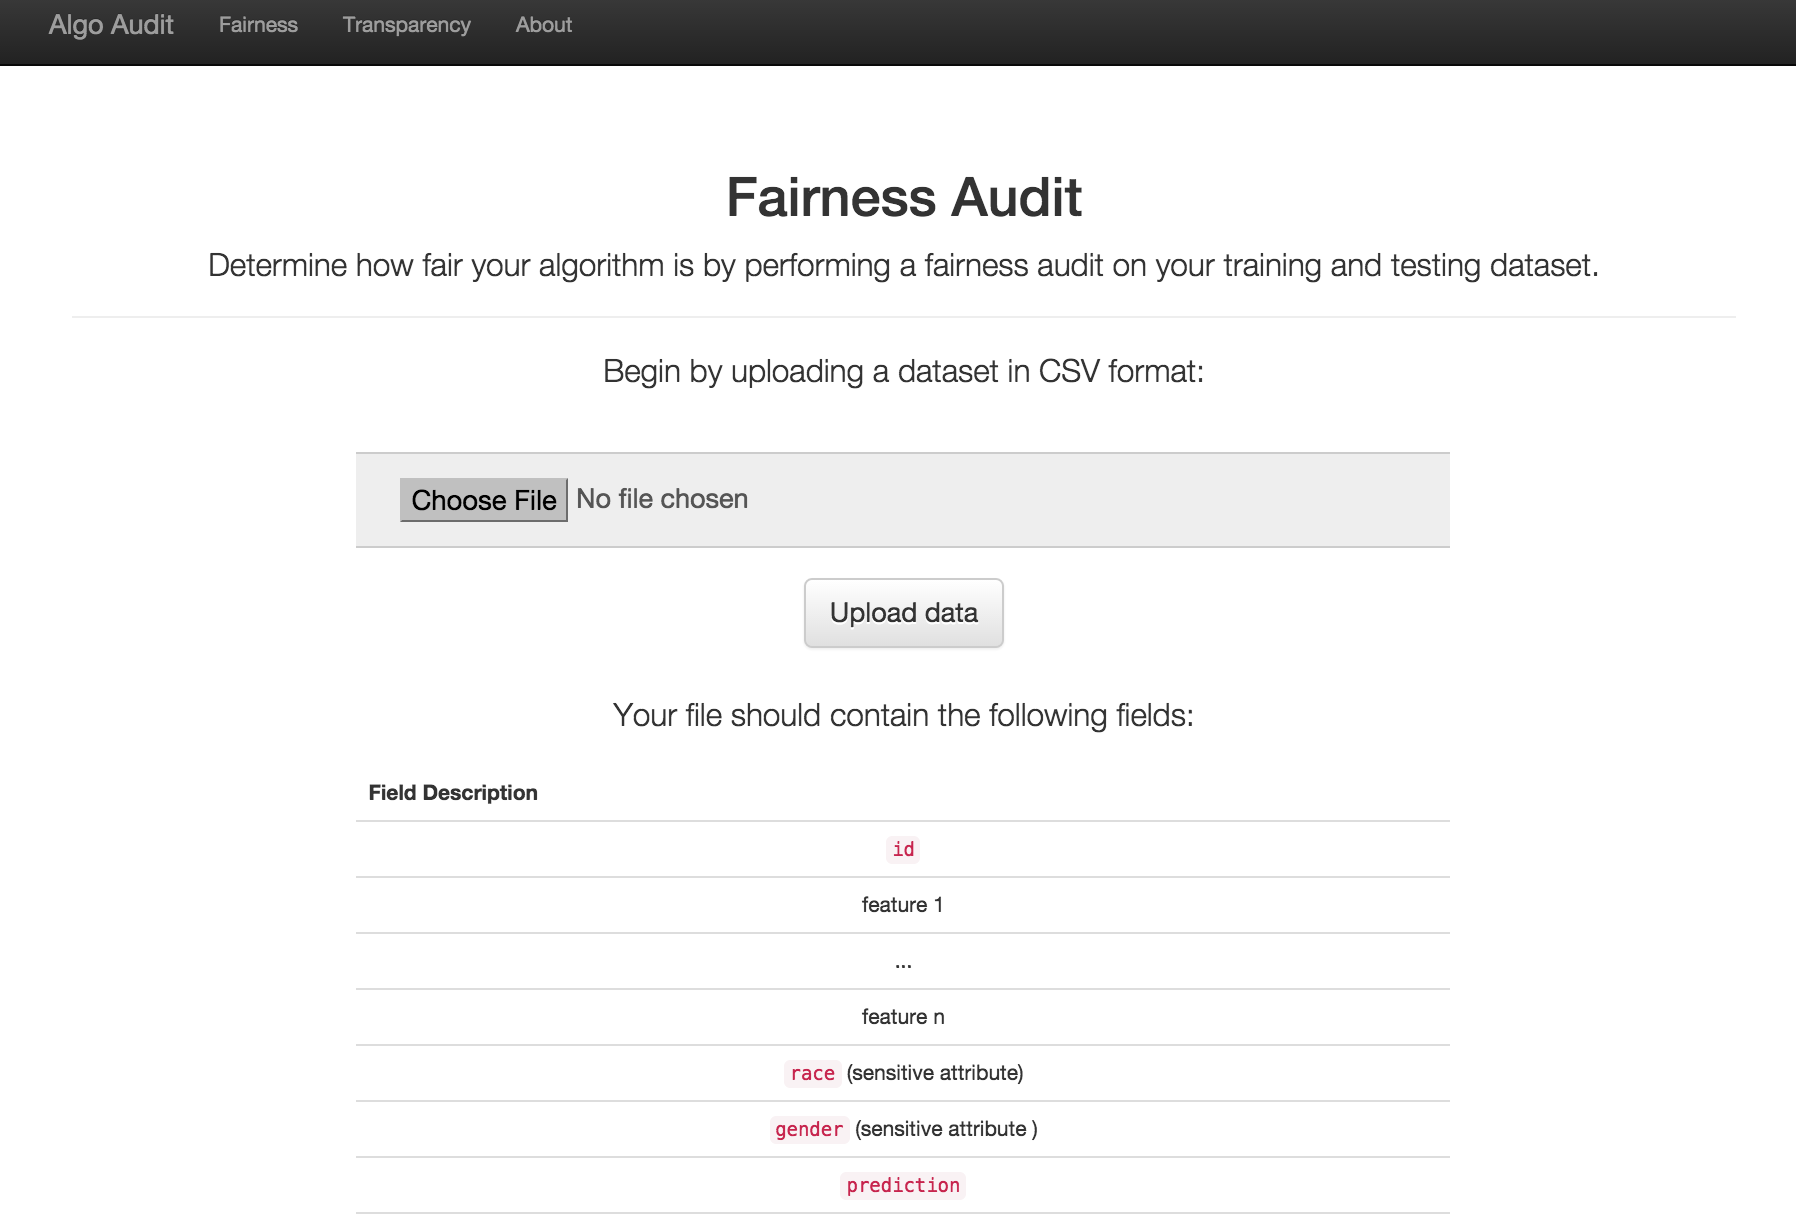 Algo Audit Fairness Transparency About
Fairness Audit
Determine how fair your algorithm is by performing a fairness audit on your training and testing dataset.
Begin by uploading a dataset in CSV format:
Choose File No file chosen
Upload data
Your file should contain the following fields:
Field Description
id
feature 1
...
feature n
race (sensitive attribute)
gender (sensitive attribute )
prediction